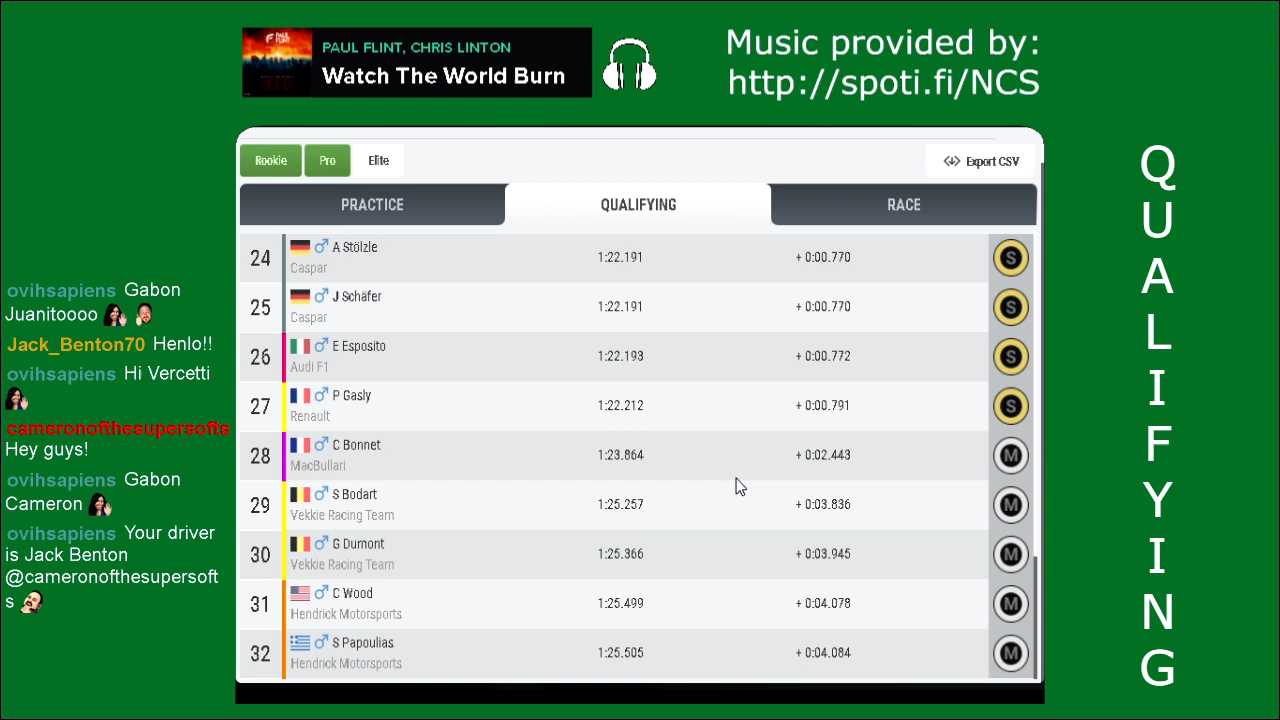 PAUL FLINT, CHRIS LINTON
Watch The World Burn
Music provided by:
http://spoti.fi/NCS
Rookie
Pro
Elite
Export CSV
PRACTICE
QUALIFYING
RACE
24 A Stölzle 1:22.191 + 0:00.770 S
Caspar
25 J Schäfer 1:22.191 + 0:00.770 S
Caspar
26 E Esposito 1:22.193 + 0:00.772 S
Audi F1
27 P Gasly 1:22.212 + 0:00.791 S
Renault
28 C Bonnet 1:23.864 + 0:02.443 M
MacBullari
29 S Bodart 1:25.257 + 0:03.836 M
Vekkie Racing Team
30 G Dumont 1:25.366 + 0:03.945 M
Vekkie Racing Team
31 C Wood 1:25.499 + 0:04.078 M
Hendrick Motorsports
32 S Papoulias 1:25.505 + 0:04.084 M
Hendrick Motorsports
ovihsapiens Gabon
Juanitoooo
Jack_Benton70 Henlo!!
ovihsapiens Hi Vercetti
cameronofthesupersofts
Hey guys!
ovihsapiens Gabon
Cameron
ovihsapiens Your driver
is Jack Benton
@cameronofthesupersoft
s
QUALIFYING